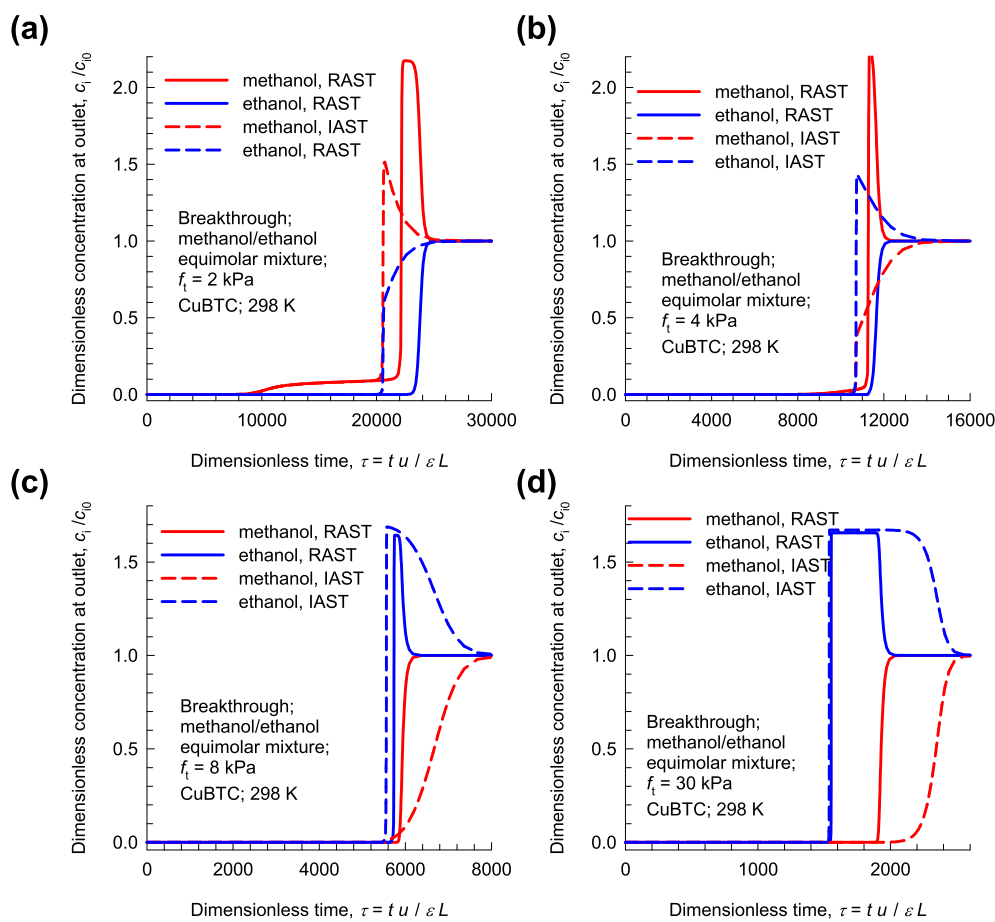 (a)
Dimensionless concentration at outlet, c_i /c_i0
2.0
1.5
1.0
0.5
0.0
methanol, RAST
ethanol, RAST
methanol, IAST
ethanol, RAST
Breakthrough;
methanol/ethanol
equimolar mixture;
f_t = 2 kPa
CuBTC; 298 K
0 10000 20000 30000
Dimensionless time, τ = t u / ε L
(b)
Dimensionless concentration at outlet, c_i /c_i0
2.0
1.5
1.0
0.5
0.0
methanol, RAST
ethanol, RAST
methanol, IAST
ethanol, IAST
Breakthrough;
methanol/ethanol
equimolar mixture;
f_t = 4 kPa
CuBTC; 298 K
0 4000 8000 12000 16000
Dimensionless time, τ = t u / ε L
(c)
Dimensionless concentration at outlet, c_i /c_i0
1.5
1.0
0.5
0.0
methanol, RAST
ethanol, RAST
methanol, IAST
ethanol, IAST
Breakthrough;
methanol/ethanol
equimolar mixture;
f_t = 8 kPa
CuBTC; 298 K
0 2000 4000 6000 8000
Dimensionless time, τ = t u / ε L
(d)
Dimensionless concentration at outlet, c_i /c_i0
1.5
1.0
0.5
0.0
methanol, RAST
ethanol, RAST
methanol, IAST
ethanol, IAST
Breakthrough;
methanol/ethanol
equimolar mixture;
f_t = 30 kPa
CuBTC; 298 K
0 1000 2000
Dimensionless time, τ = t u / ε L